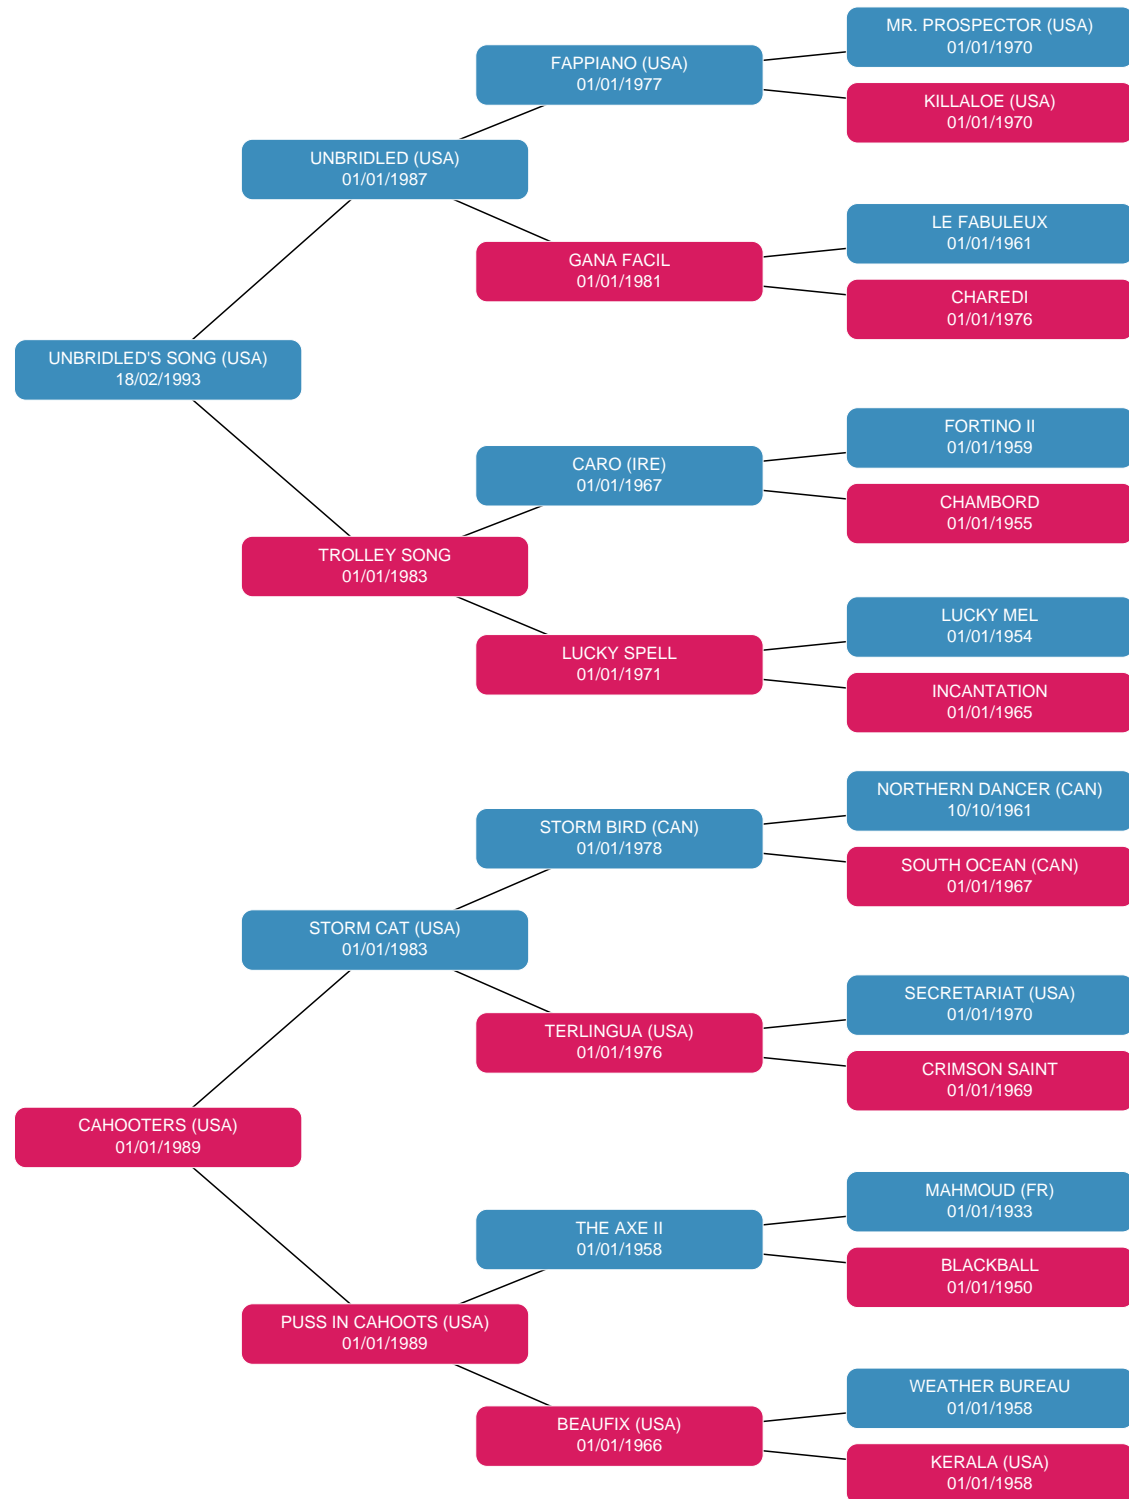 MR. PROSPECTOR (USA)
01/01/1970
FAPPIANO (USA)
01/01/1977
KILLALOE (USA)
01/01/1970
UNBRIDLED (USA)
01/01/1987
LE FABULEUX
01/01/1961
GANA FACIL
01/01/1981
CHAREDI
01/01/1976
UNBRIDLED'S SONG (USA)
18/02/1993
FORTINO II
01/01/1959
CARO (IRE)
01/01/1967
CHAMBORD
01/01/1955
TROLLEY SONG
01/01/1983
LUCKY MEL
01/01/1954
LUCKY SPELL
01/01/1971
INCANTATION
01/01/1965
NORTHERN DANCER (CAN)
10/10/1961
STORM BIRD (CAN)
01/01/1978
SOUTH OCEAN (CAN)
01/01/1967
STORM CAT (USA)
01/01/1983
SECRETARIAT (USA)
01/01/1970
TERLINGUA (USA)
01/01/1976
CRIMSON SAINT
01/01/1969
CAHOOTERS (USA)
01/01/1989
MAHMOUD (FR)
01/01/1933
THE AXE II
01/01/1958
BLACKBALL
01/01/1950
PUSS IN CAHOOTS (USA)
01/01/1989
WEATHER BUREAU
01/01/1958
BEAUFIX (USA)
01/01/1966
KERALA (USA)
01/01/1958